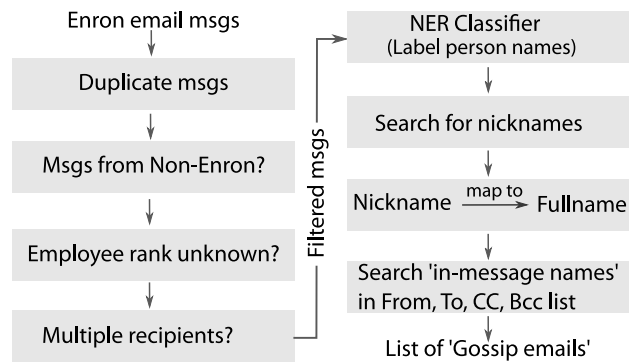 Enron email msgs
Duplicate msgs
Msgs from Non-Enron?
Employee rank unknown?
Multiple recipients?
Filtered msgs
NER Classifier
(Label person names)
Search for nicknames
Nickname map to Fullname
Search 'in-message names'
in From, To, CC, Bcc list
List of 'Gossip emails'